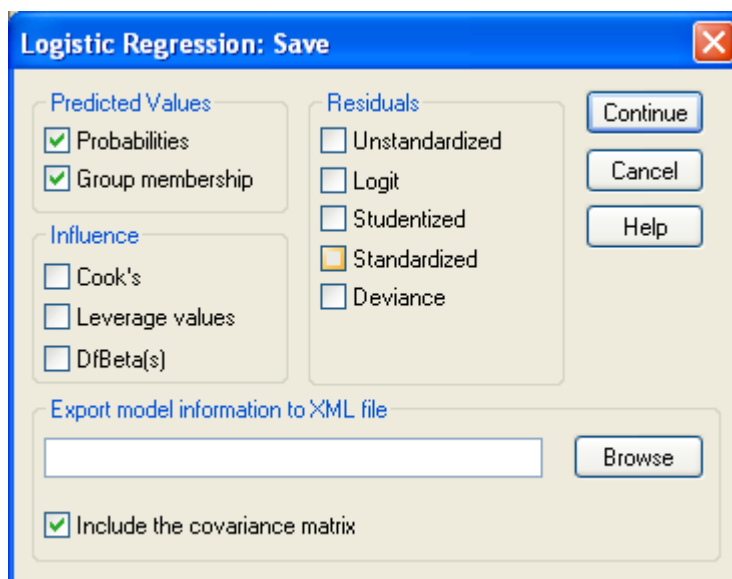 Logistic Regression: Save
Predicted Values
Probabilities
Group membership
Influence
Cook's
Leverage values
DfBeta(s)
Residuals
Unstandardized
Logit
Studentized
Standardized
Deviance
Continue
Cancel
Help
Export model information to XML file
Browse
Include the covariance matrix